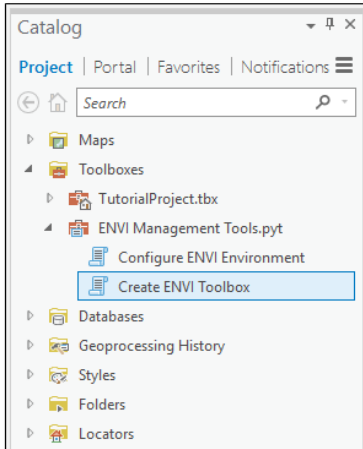 Catalog
Project | Portal | Favorites | Notifications
Search
Maps
Toolboxes
TutorialProject.tbx
ENVI Management Tools.pyt
Configure ENVI Environment
Create ENVI Toolbox
Databases
Geoprocessing History
Styles
Folders
Locators